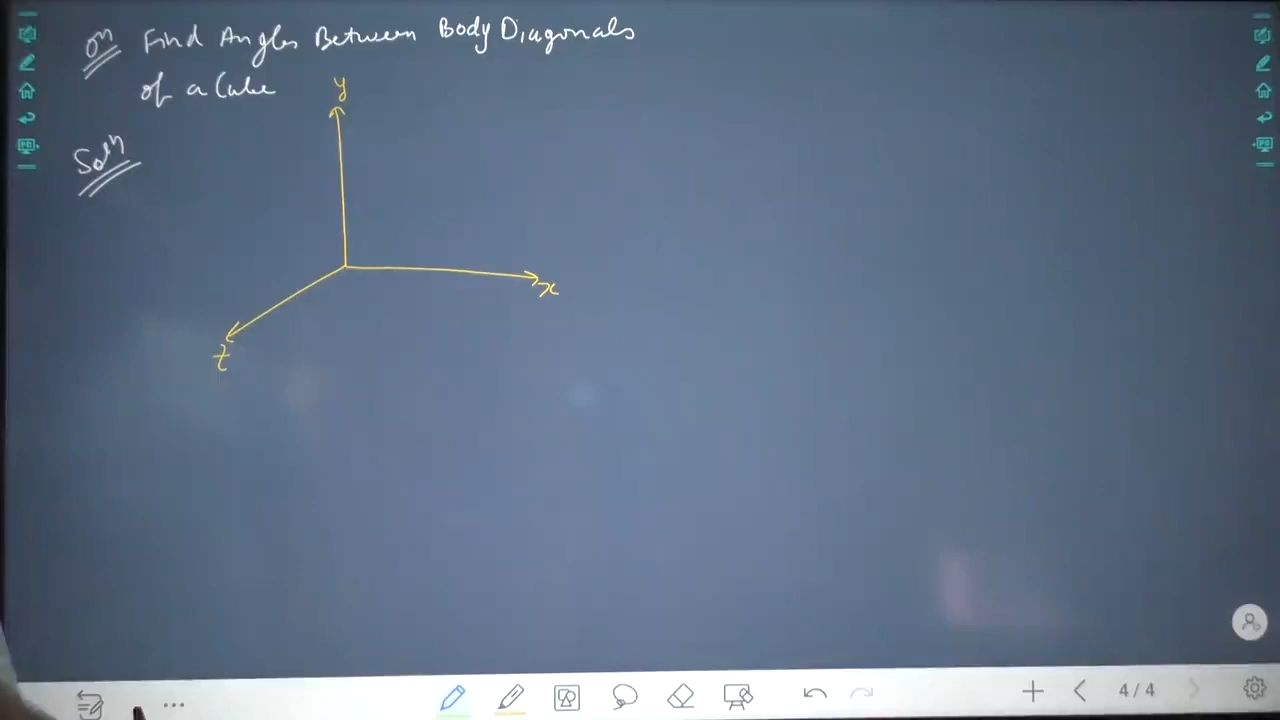 Qn Find Angles Between Body Diagonals
of a Cube
y
Soln
x
z
4/4